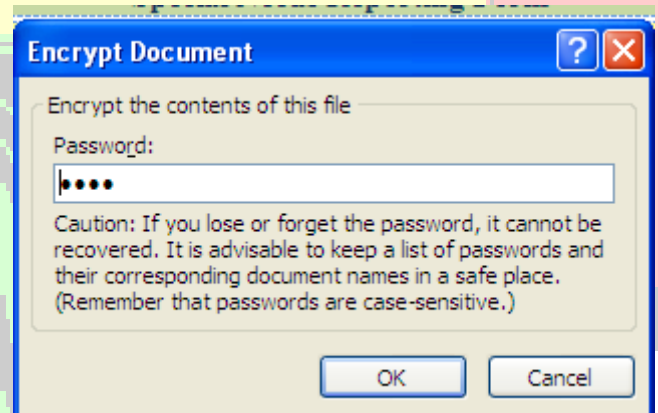 Encrypt Document
Encrypt the contents of this file
Password:
••••
Caution: If you lose or forget the password, it cannot be
recovered. It is advisable to keep a list of passwords and
their corresponding document names in a safe place.
(Remember that passwords are case-sensitive.)
OK
Cancel